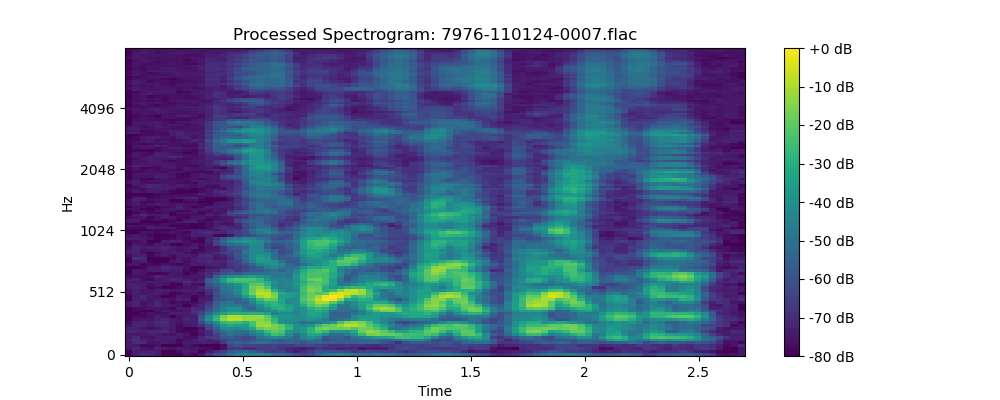 Processed Spectrogram: 7976-110124-0007.flac
Hz
4096
2048
1024
512
0
0
0.5
1
1.5
2
2.5
Time
+0 dB
-10 dB
-20 dB
-30 dB
-40 dB
-50 dB
-60 dB
-70 dB
-80 dB